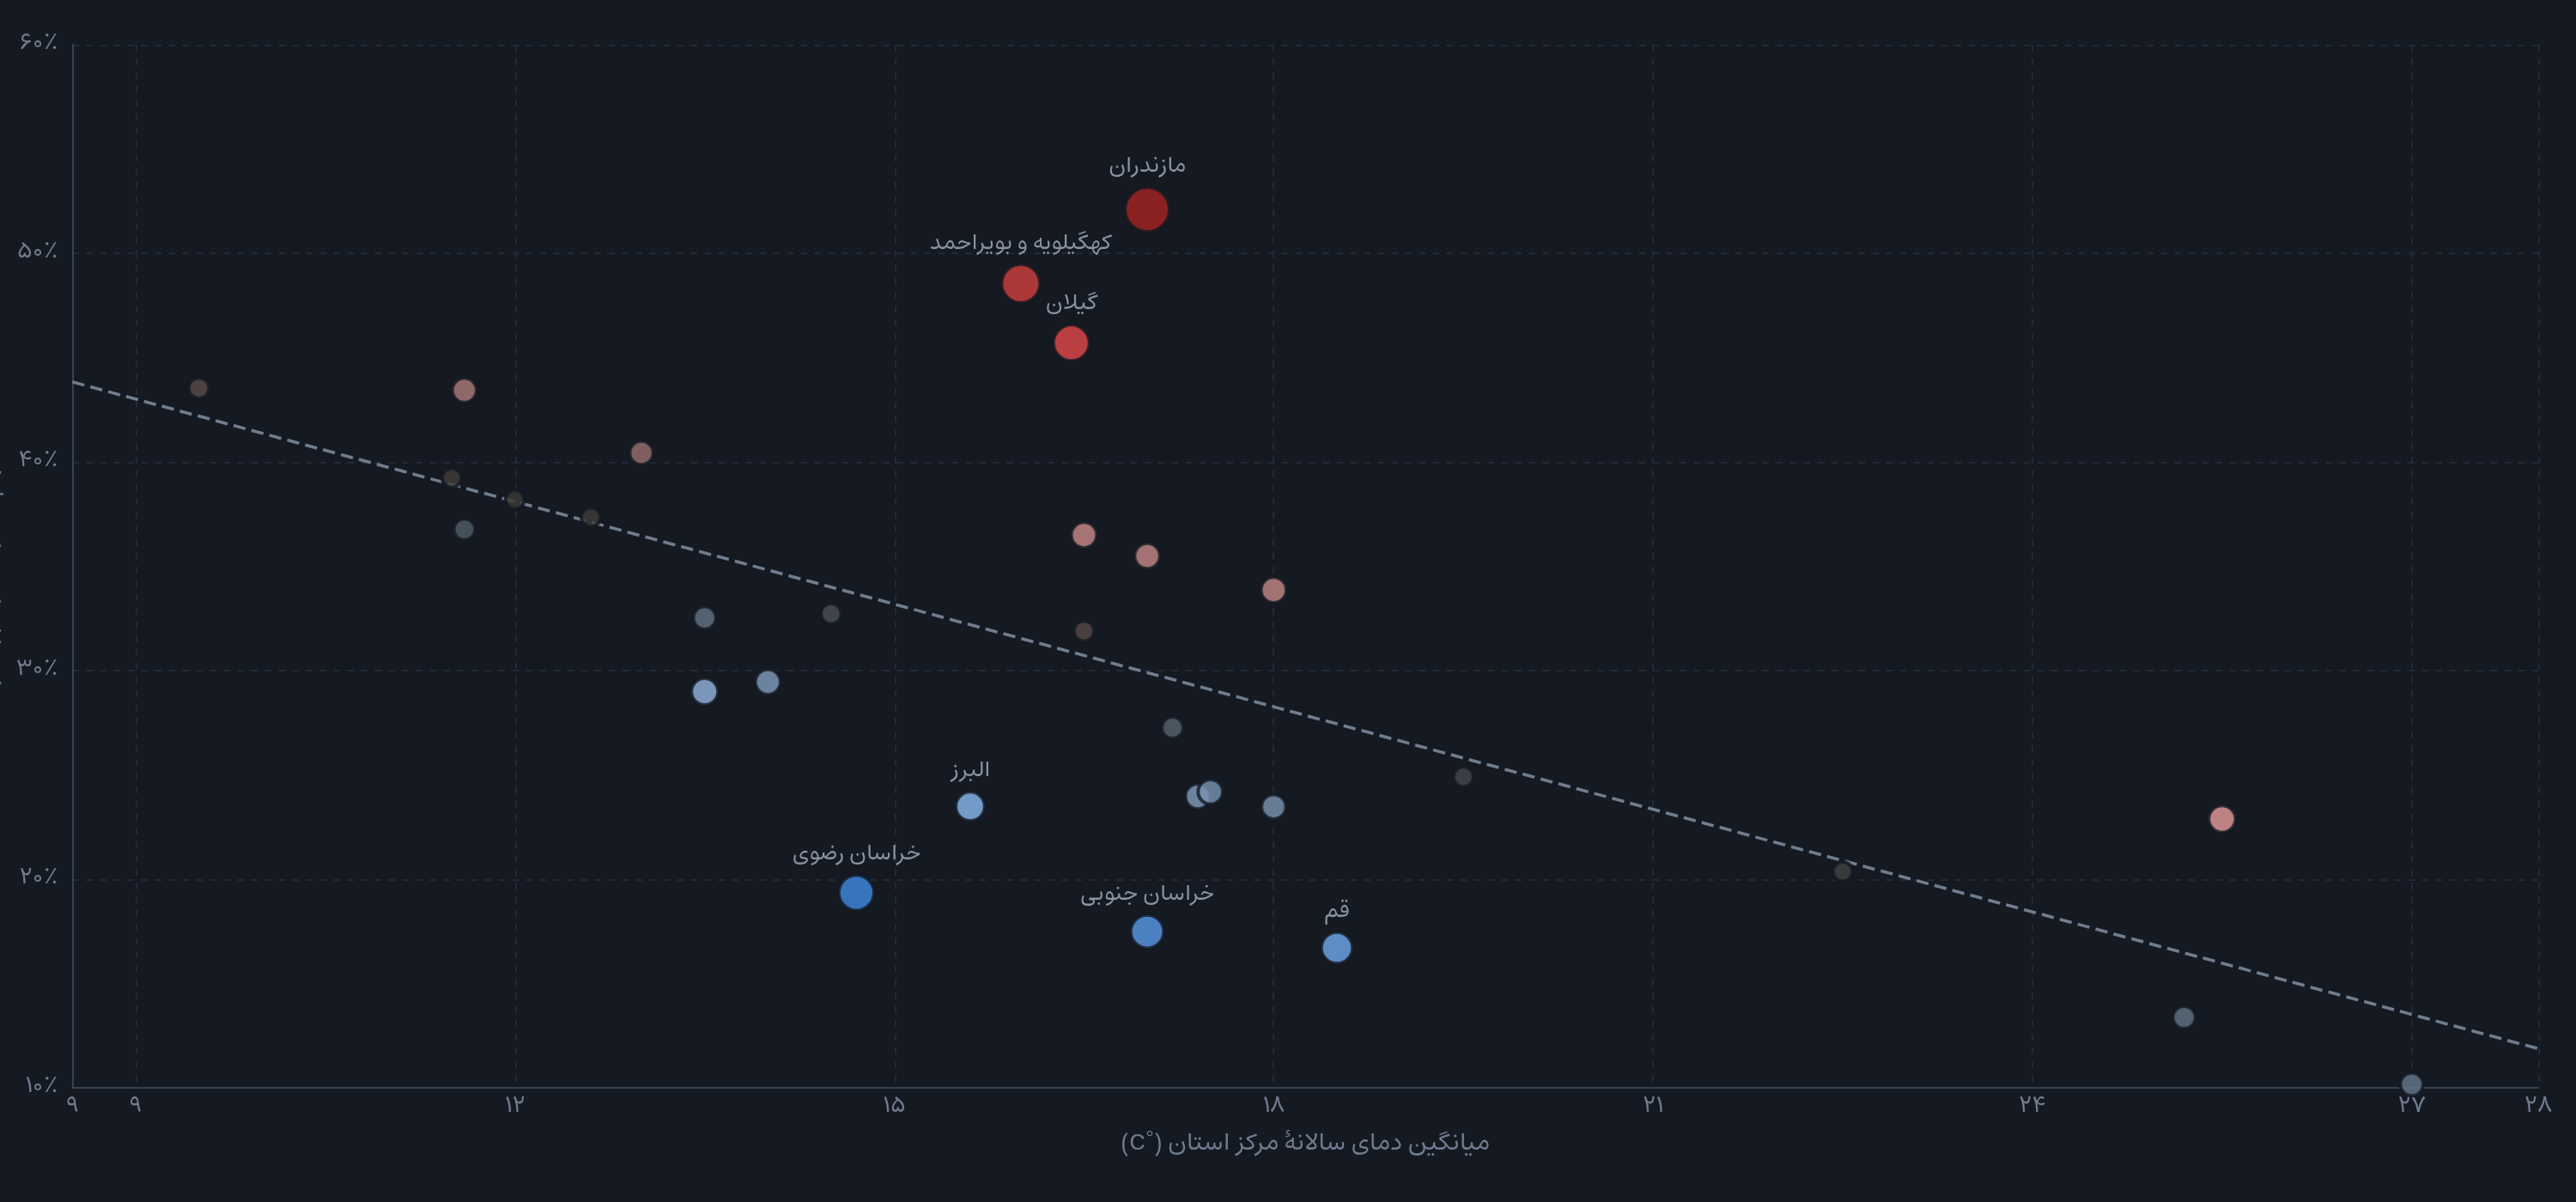 ۶۰٪
مازندران
کهگیلویه و بویراحمد
۵۰٪
گیلان
۴۰٪
۳۰٪
البرز
خراسان رضوی
۲۰٪
خراسان جنوبی
قم
۱۰٪
۹ ۹ ۱۲ ۱۵ ۱۸ ۲۱ ۲۴ ۲۷ ۲۸
میانگین دمای سالانهٔ مرکز استان (°C)